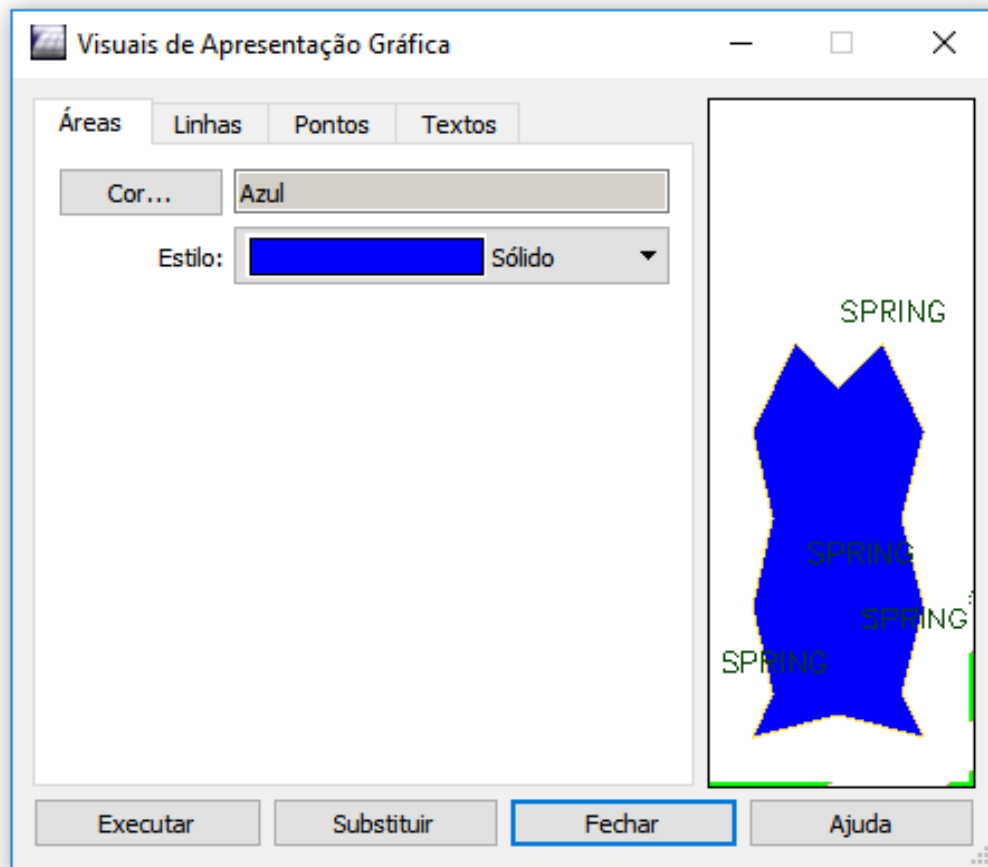 Visuais de Apresentação Gráfica
Áreas Linhas Pontos Textos
Cor... Azul
Estilo: Sólido
SPRING
SPRING
SPRING
SPRING
Executar Substituir Fechar Ajuda